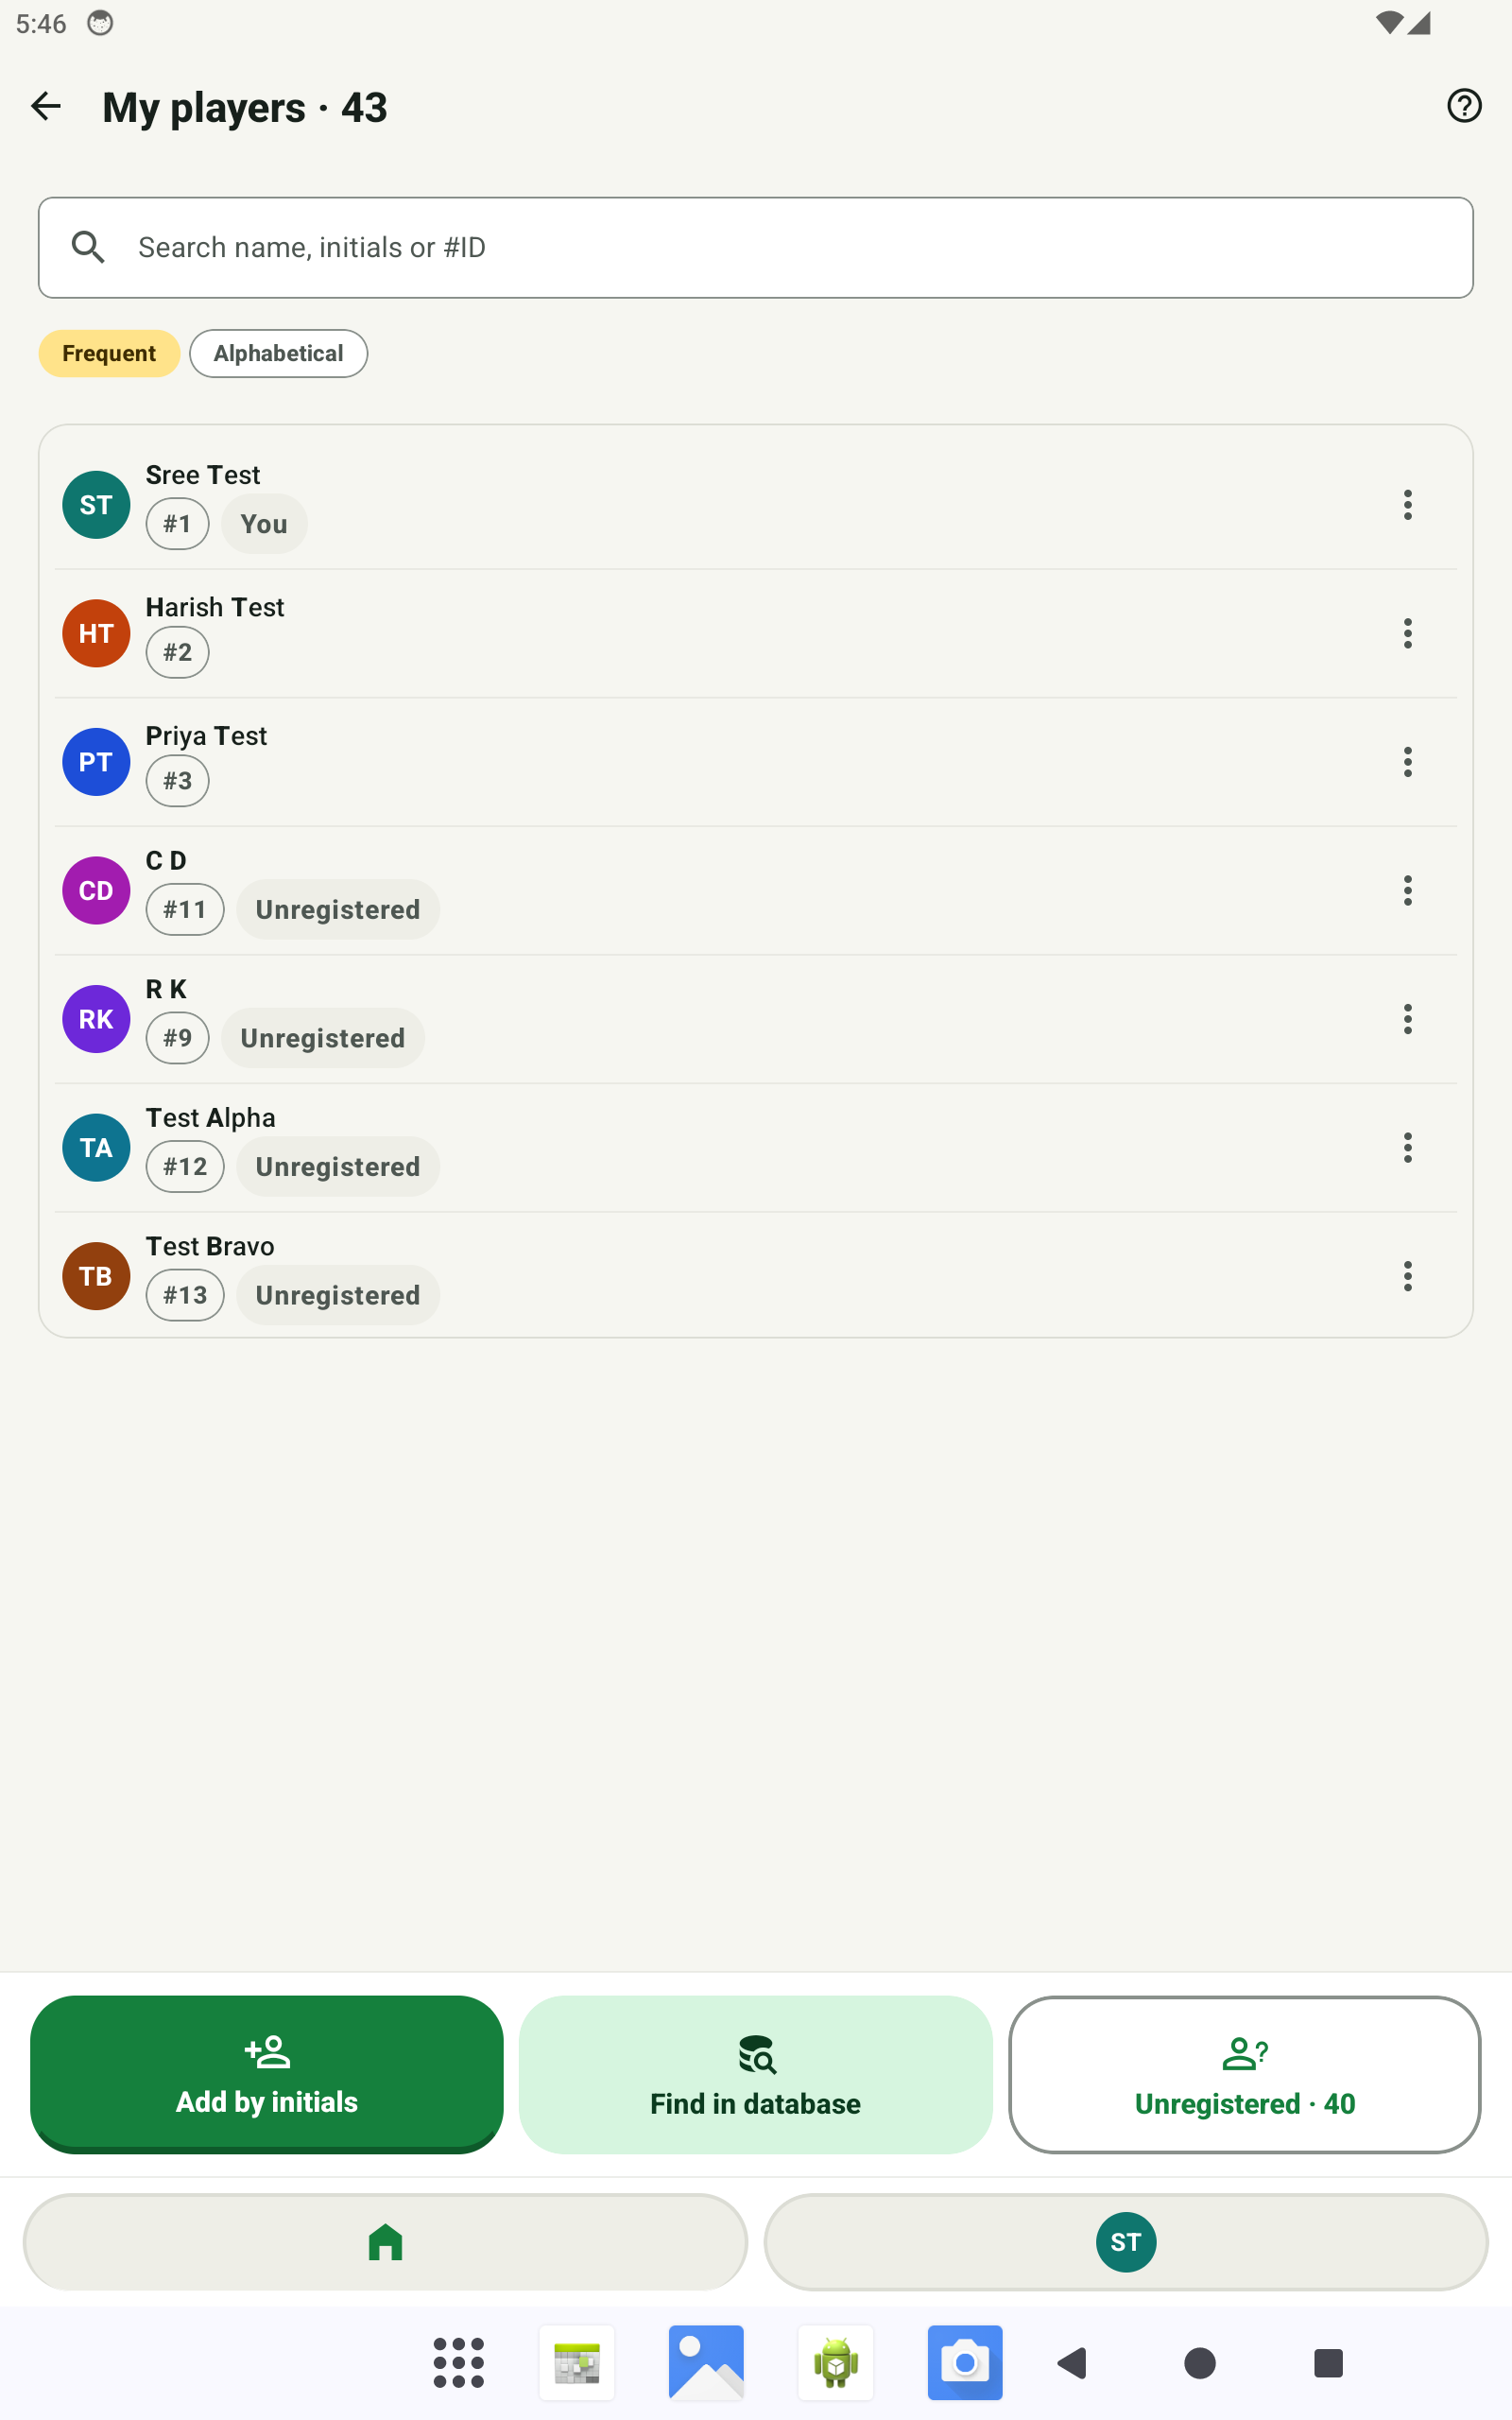 5:46
My players · 43
Search name, initials or #ID
Frequent
Alphabetical
ST
Sree Test
#1
You
HT
Harish Test
#2
PT
Priya Test
#3
CD
C D
#11
Unregistered
RK
R K
#9
Unregistered
TA
Test Alpha
#12
Unregistered
TB
Test Bravo
#13
Unregistered
Add by initials
Find in database
?
Unregistered · 40
ST